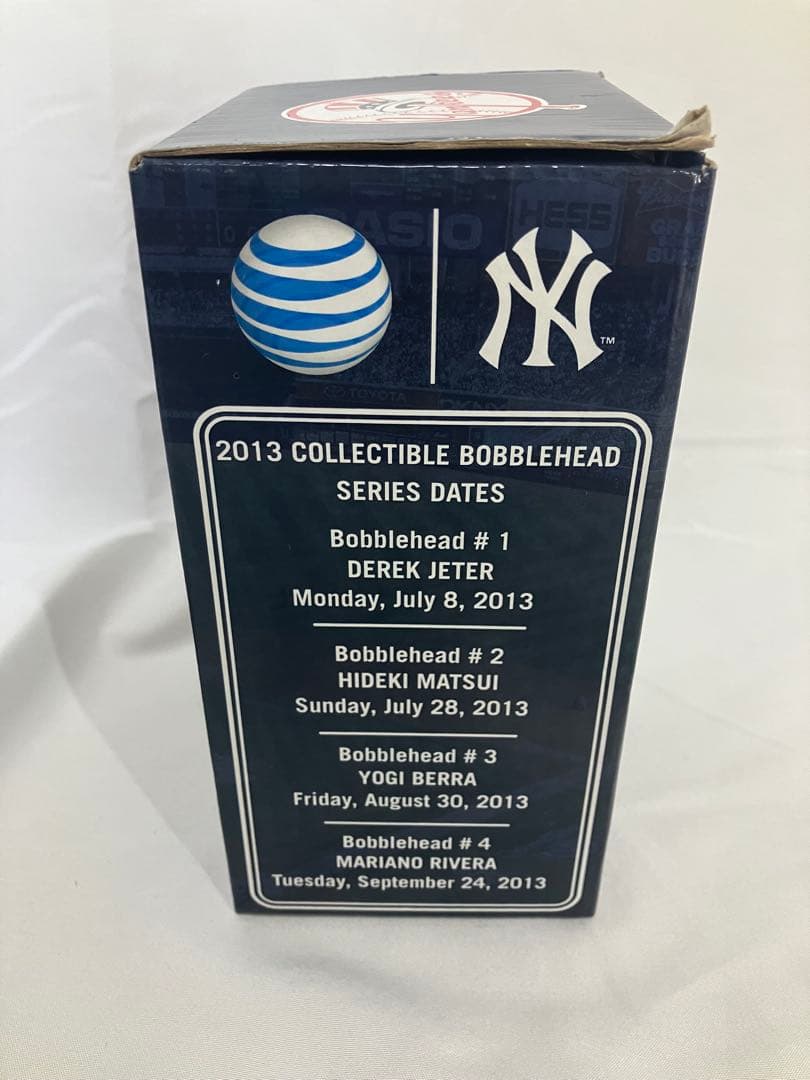 CASIO
HESS
TOYOTA
NY
TM
2013 COLLECTIBLE BOBBLEHEAD
SERIES DATES
Bobblehead # 1
DEREK JETER
Monday, July 8, 2013
Bobblehead # 2
HIDEKI MATSUI
Sunday, July 28, 2013
Bobblehead # 3
YOGI BERRA
Friday, August 30, 2013
Bobblehead # 4
MARIANO RIVERA
Tuesday, September 24, 2013